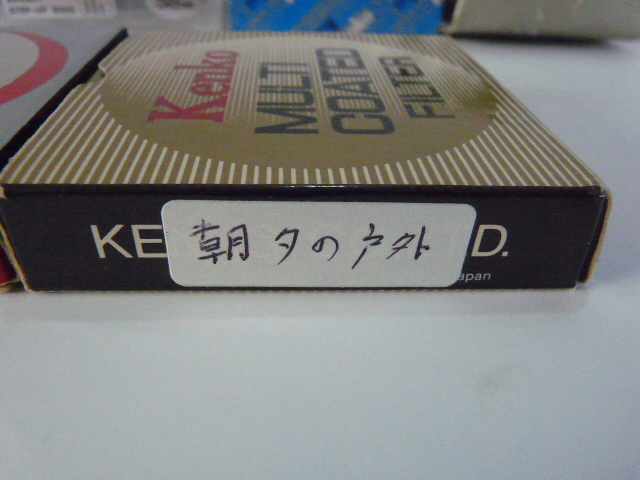 Kenko
MULTI
COATED
FILTER
KE
D.
朝夕の戸外
apan